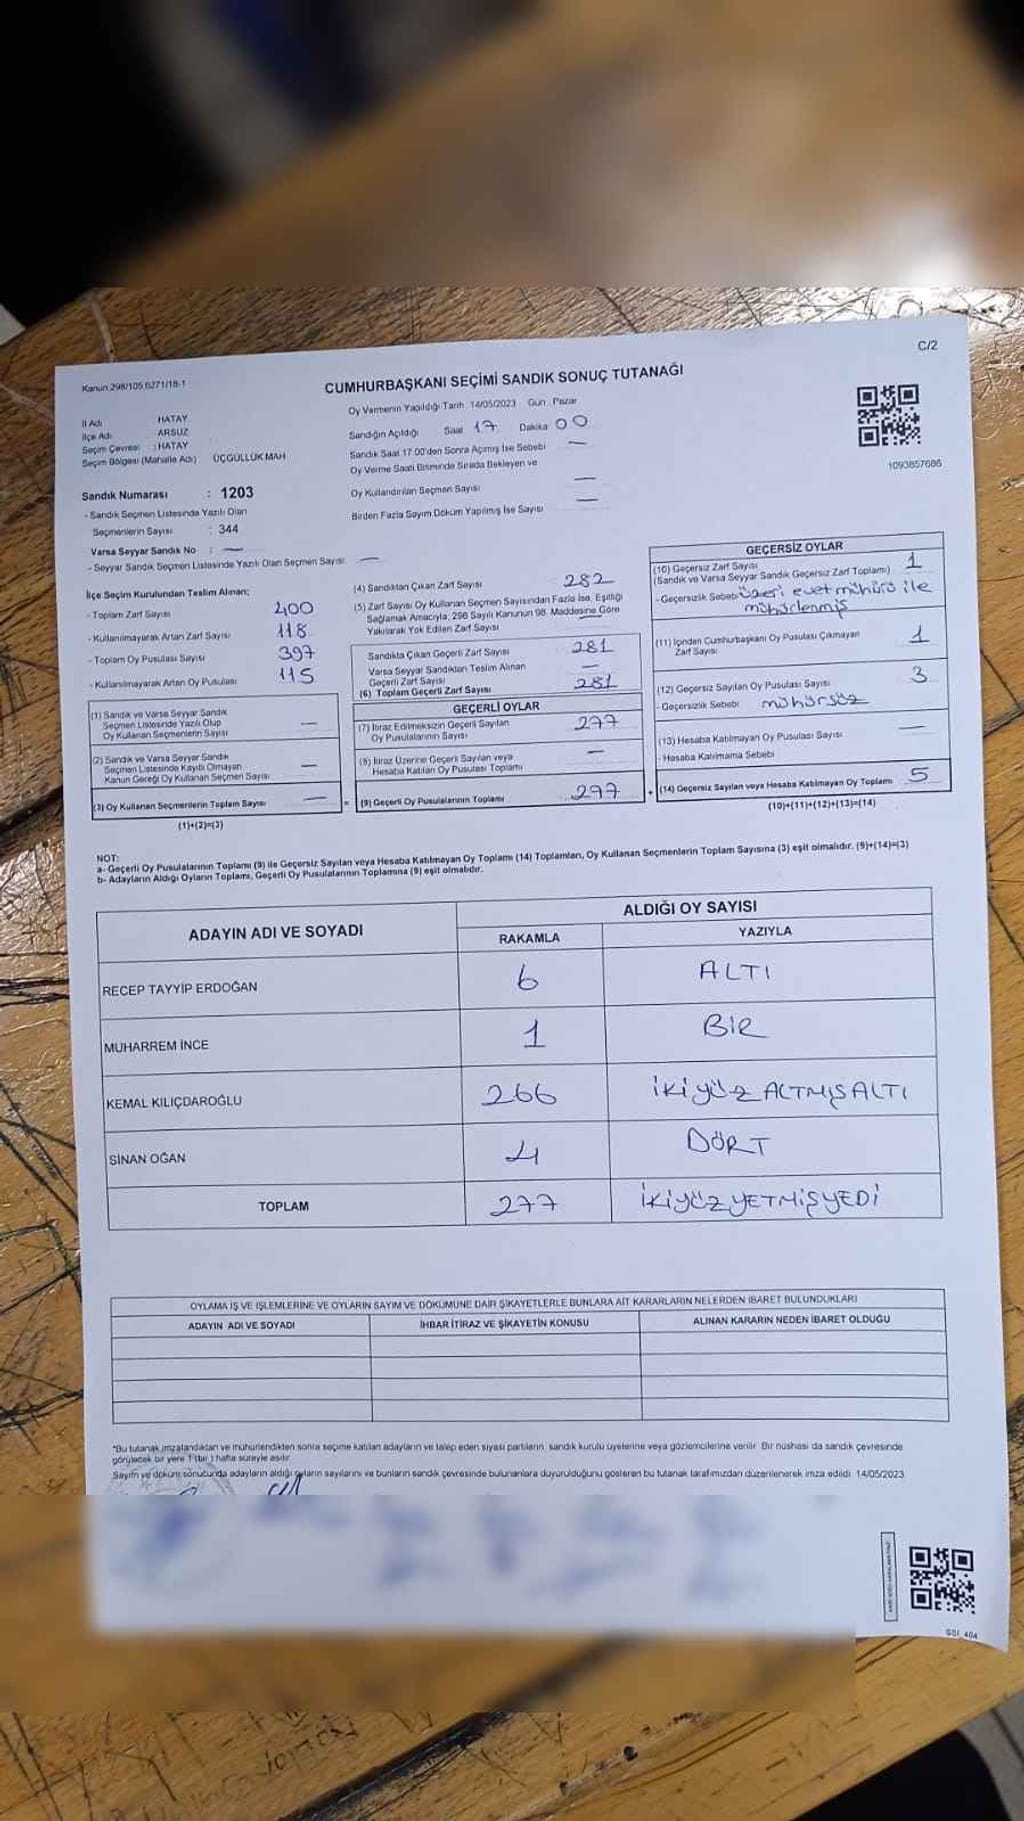 C/2
Kanun:298/105,6271/18-1
CUMHURBAŞKANI SEÇİMİ SANDIK SONUÇ TUTANAĞI
İl Adı HATAY
İlçe Adı ARSUZ
Seçim Çevresi : HATAY
Seçim Bölgesi (Mahalle Adı) ÜÇGÜLLÜK MAH
Sandık Numarası : 1203
- Sandık Seçmen Listesinde Yazılı Olan
Seçmenlerin Sayısı : 344
Varsa Seyyar Sandık No : —
- Seyyar Sandık Seçmen Listesinde Yazılı Olan Seçmen Sayısı : —
Oy Vermenin Yapıldığı Tarih : 14/05/2023 Gün : Pazar
Sandığın Açıldığı Saat 17 Dakika 00
Sandık Saat 17:00'den Sonra Açılmış İse Sebebi —
Oy Verme Saati Bitiminde Sırada Bekleyen ve
Oy Kullandırılan Seçmen Sayısı —
Birden Fazla Sayım Döküm Yapılmış İse Sayısı —
1093857686
İlçe Seçim Kurulundan Teslim Alınan;
- Toplam Zarf Sayısı 400
- Kullanılmayarak Artan Zarf Sayısı 118
- Toplam Oy Pusulası Sayısı 397
- Kullanılmayarak Artan Oy Pusulası 115
(1) Sandık ve Varsa Seyyar Sandık
Seçmen Listesinde Yazılı Olup
Oy Kullanan Seçmenlerin Sayısı —
(2) Sandık ve Varsa Seyyar Sandık
Seçmen Listesinde Kayıtlı Olmayan
Kanun Gereği Oy Kullanan Seçmen Sayısı —
(3) Oy Kullanan Seçmenlerin Toplam Sayısı —
(1)+(2)=(3)
(4) Sandıktan Çıkan Zarf Sayısı 282
(5) Zarf Sayısı Oy Kullanan Seçmen Sayısından Fazla İse, Eşitliği
Sağlamak Amacıyla, 298 Sayılı Kanunun 98. Maddesine Göre
Yakılarak Yok Edilen Zarf Sayısı —
Sandıkta Çıkan Geçerli Zarf Sayısı 281
Varsa Seyyar Sandıktan Teslim Alınan
Geçerli Zarf Sayısı —
(6) Toplam Geçerli Zarf Sayısı 281
GEÇERLİ OYLAR
(7) İtiraz Edilmeksizin Geçerli Sayılan
Oy Pusulalarının Sayısı 277
(8) İtiraz Üzerine Geçerli Sayılan veya
Hesaba Katılan Oy Pusulası Toplamı —
= (9) Geçerli Oy Pusulalarının Toplamı 277
GEÇERSİZ OYLAR
(10) Geçersiz Zarf Sayısı 1
(Sandık ve Varsa Seyyar Sandık Geçersiz Zarf Toplamı)
- Geçersizlik Sebebi üzeri evet mühürü ile
mühürlenmiş
(11) İçinden Cumhurbaşkanı Oy Pusulası Çıkmayan
Zarf Sayısı 1
(12) Geçersiz Sayılan Oy Pusulası Sayısı 3
- Geçersizlik Sebebi mühürsüz
(13) Hesaba Katılmayan Oy Pusulası Sayısı —
- Hesaba Katılmama Sebebi
+ (14) Geçersiz Sayılan veya Hesaba Katılmayan Oy Toplamı 5
(10)+(11)+(12)+(13)=(14)
NOT:
a- Geçerli Oy Pusulalarının Toplamı (9) ile Geçersiz Sayılan veya Hesaba Katılmayan Oy Toplamı (14) Toplamları, Oy Kullanan Seçmenlerin Toplam Sayısına (3) eşit olmalıdır. (9)+(14)=(3)
b- Adayların Aldığı Oyların Toplamı, Geçerli Oy Pusulalarının Toplamına (9) eşit olmalıdır.
ADAYIN ADI VE SOYADI
ALDIĞI OY SAYISI
RAKAMLA YAZIYLA
RECEP TAYYİP ERDOĞAN 6 ALTI
MUHARREM İNCE 1 BİR
KEMAL KILIÇDAROĞLU 266 İKİYÜZ ALTMIŞALTI
SİNAN OĞAN 4 DÖRT
TOPLAM 277 İKİYÜZYETMİŞYEDİ
OYLAMA İŞ VE İŞLEMLERİNE VE OYLARIN SAYIM VE DÖKÜMÜNE DAİR ŞİKAYETLERLE BUNLARA AİT KARARLARIN NELERDEN İBARET BULUNDUKLARI
ADAYIN ADI VE SOYADI İHBAR İTİRAZ VE ŞİKAYETİN KONUSU ALINAN KARARIN NEDEN İBARET OLDUĞU
*Bu tutanak imzalandıktan ve mühürlendikten sonra seçime katılan adayların ve talep eden siyasi partilerin sandık kurulu üyelerine veya gözlemcilerine verilir. Bir nüshası da sandık çevresinde
görülecek bir yere 1 (bir) hafta süreyle asılır
Sayım ve döküm sonucunda adayların aldığı oyların sayılarını ve bunların sandık çevresinde bulunanlara duyurulduğunu gösteren bu tutanak tarafımızdan düzenlenerek imza edildi. 14/05/2023
SSI_404